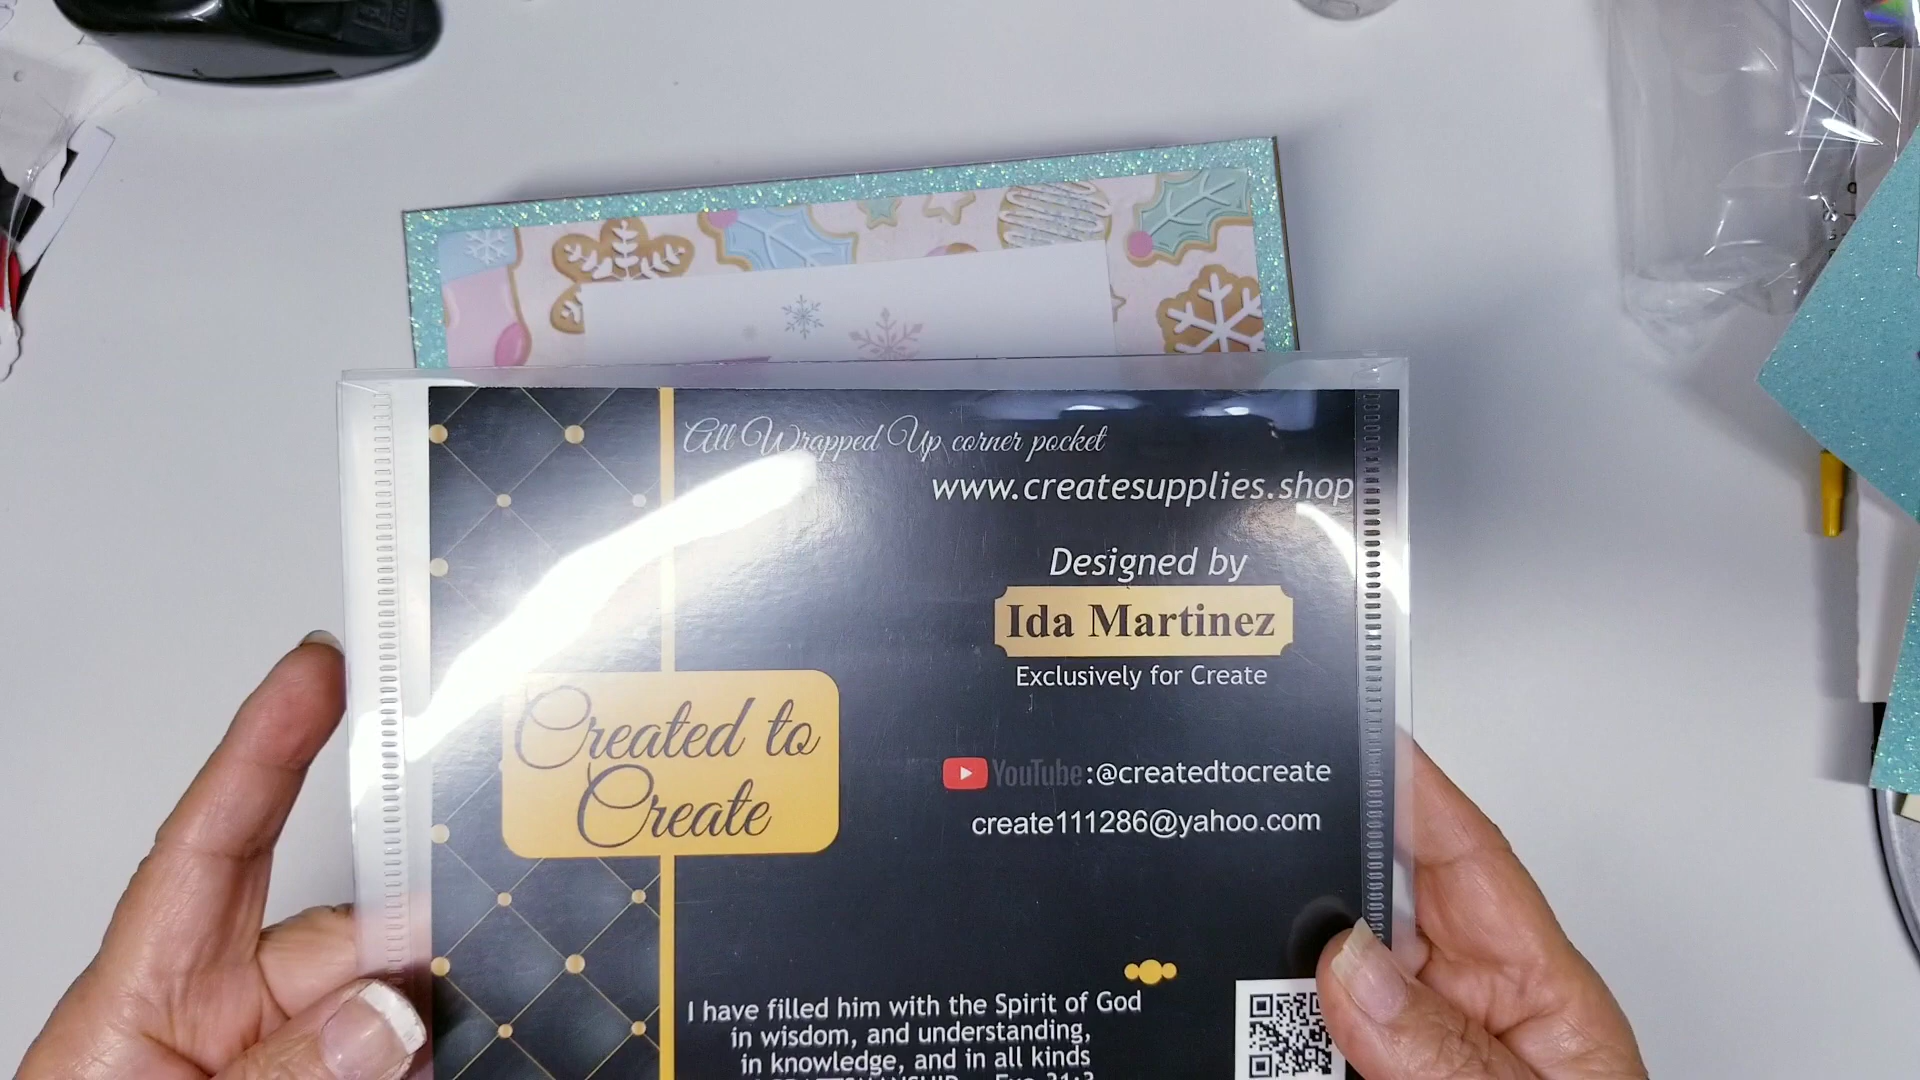 All Wrapped Up corner pocket
www.createsupplies.shop
Designed by
Ida Martinez
Exclusively for Create
Created to
Create
YouTube:@createdtocreate
create111286@yahoo.com
I have filled him with the Spirit of God
in wisdom, and understanding,
in knowledge, and in all kinds